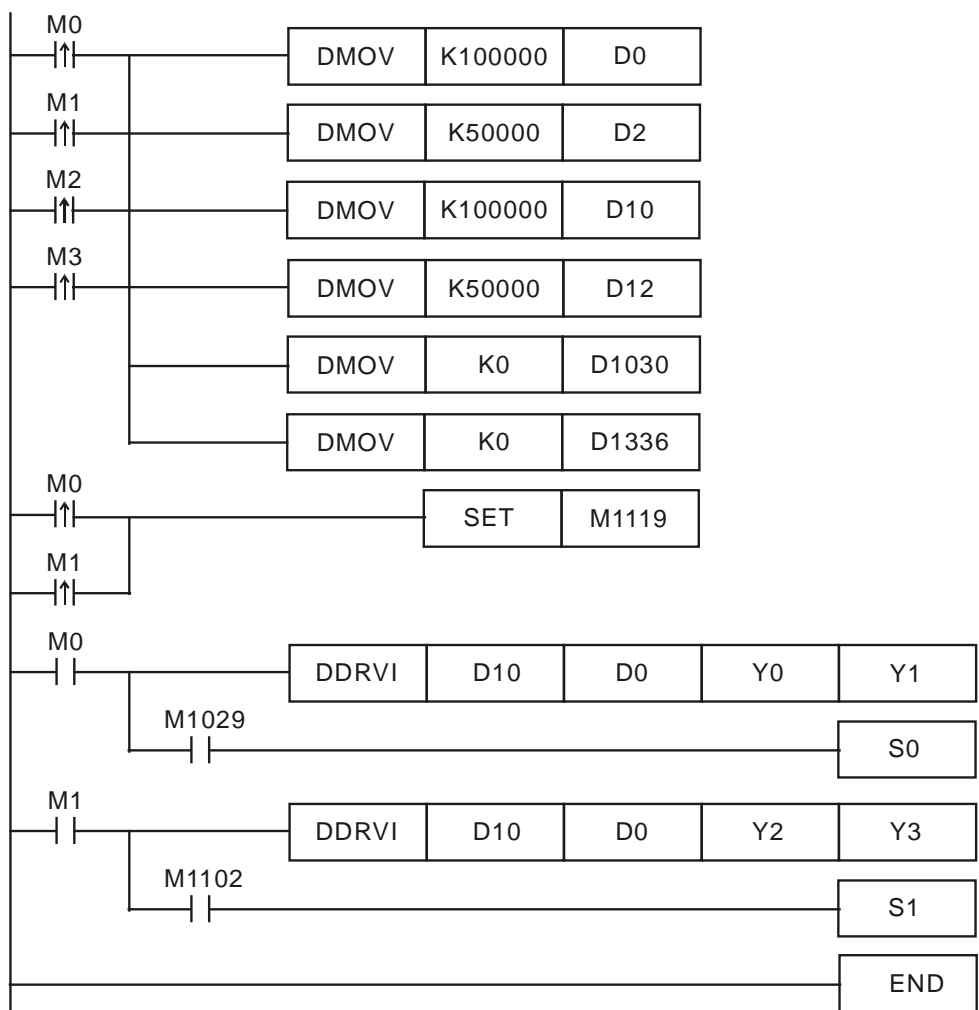 M0
DMOV K100000 D0
M1
DMOV K50000 D2
M2
DMOV K100000 D10
M3
DMOV K50000 D12
DMOV K0 D1030
DMOV K0 D1336
M0
SET M1119
M1
M0
DDRVI D10 D0 Y0 Y1
M1029
S0
M1
DDRVI D10 D0 Y2 Y3
M1102
S1
END